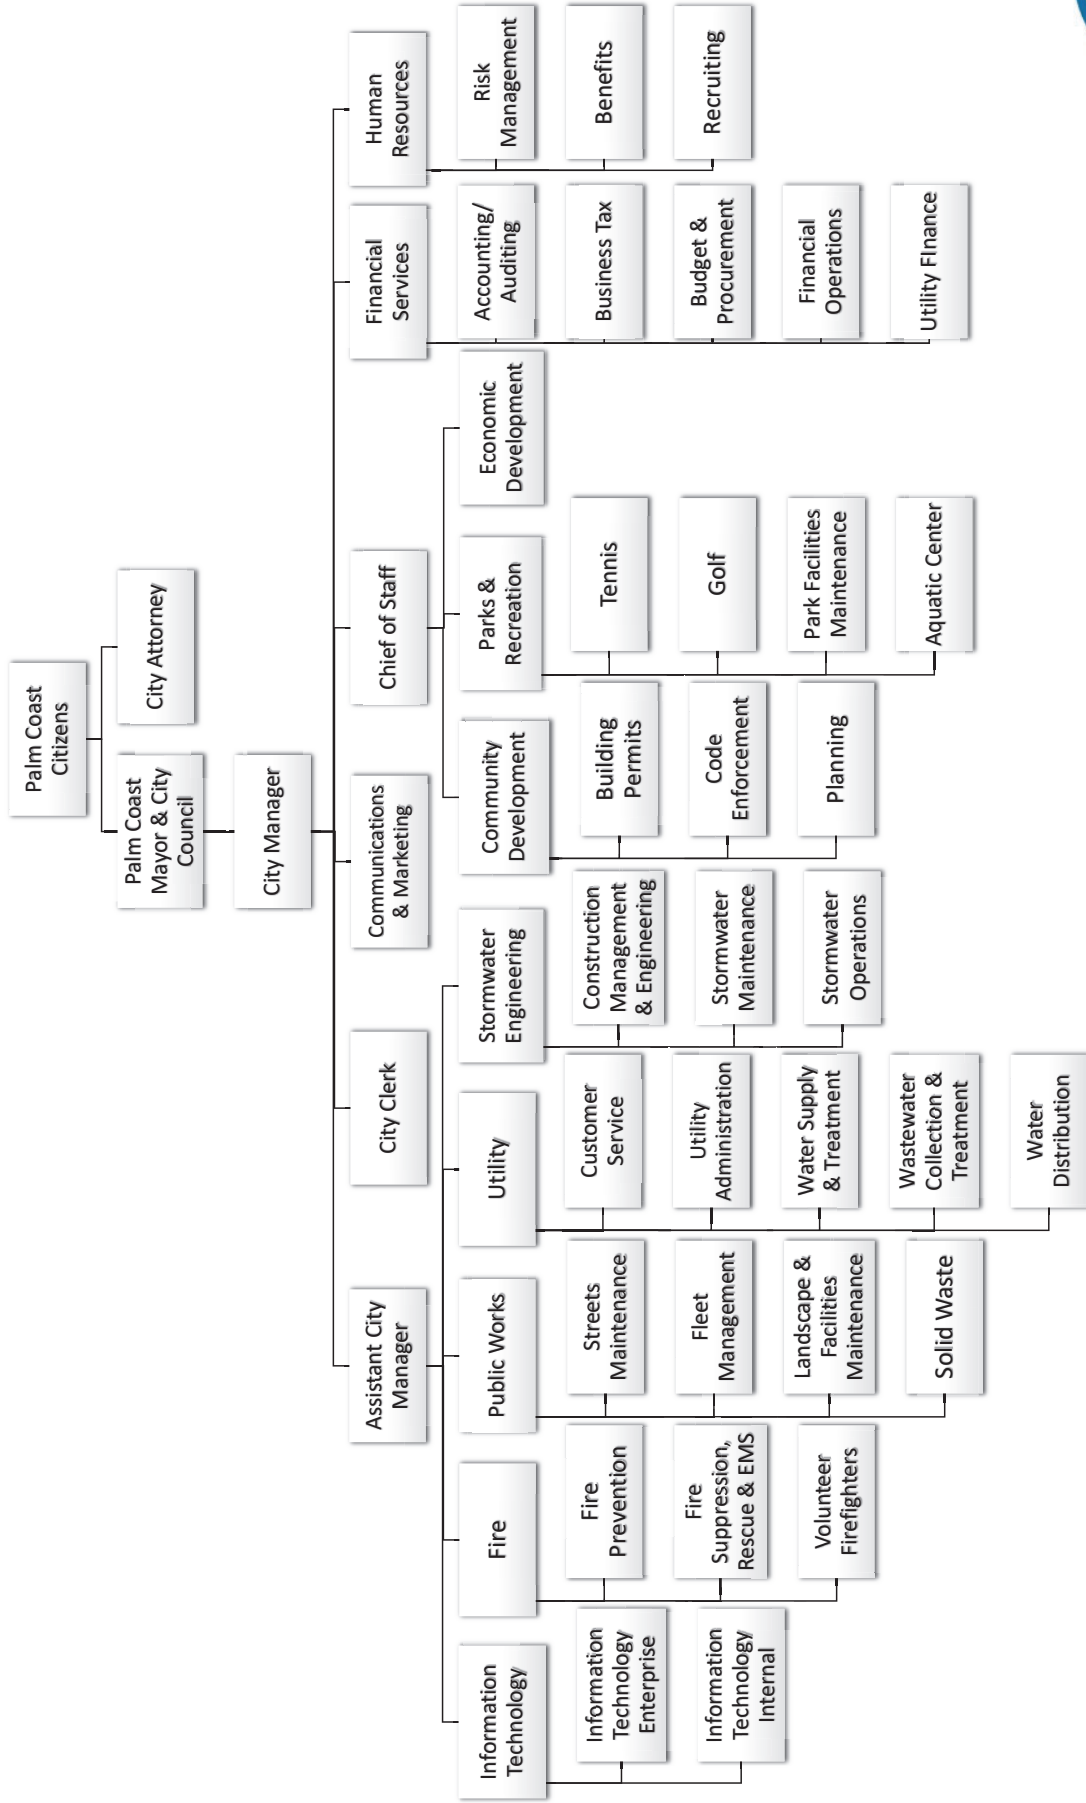 Palm Coast
Citizens
Palm Coast
Mayor & City
Council
City Attorney
City Manager
Assistant City
Manager
City Clerk
Communications
& Marketing
Chief of Staff
Financial
Services
Human
Resources
Information
Technology
Information
Technology
Enterprise
Information
Technology
Internal
Fire
Fire
Prevention
Fire
Suppression,
Rescue & EMS
Volunteer
Firefighters
Public Works
Streets
Maintenance
Fleet
Management
Landscape &
Facilities
Maintenance
Solid Waste
Utility
Customer
Service
Utility
Administration
Water Supply
& Treatment
Wastewater
Collection &
Treatment
Water
Distribution
Stormwater
Engineering
Construction
Management
& Engineering
Stormwater
Maintenance
Stormwater
Operations
Community
Development
Building
Permits
Code
Enforcement
Planning
Parks &
Recreation
Tennis
Golf
Park Facilities
Maintenance
Aquatic Center
Economic
Development
Accounting/
Auditing
Business Tax
Budget &
Procurement
Financial
Operations
Utility FInance
Risk
Management
Benefits
Recruiting